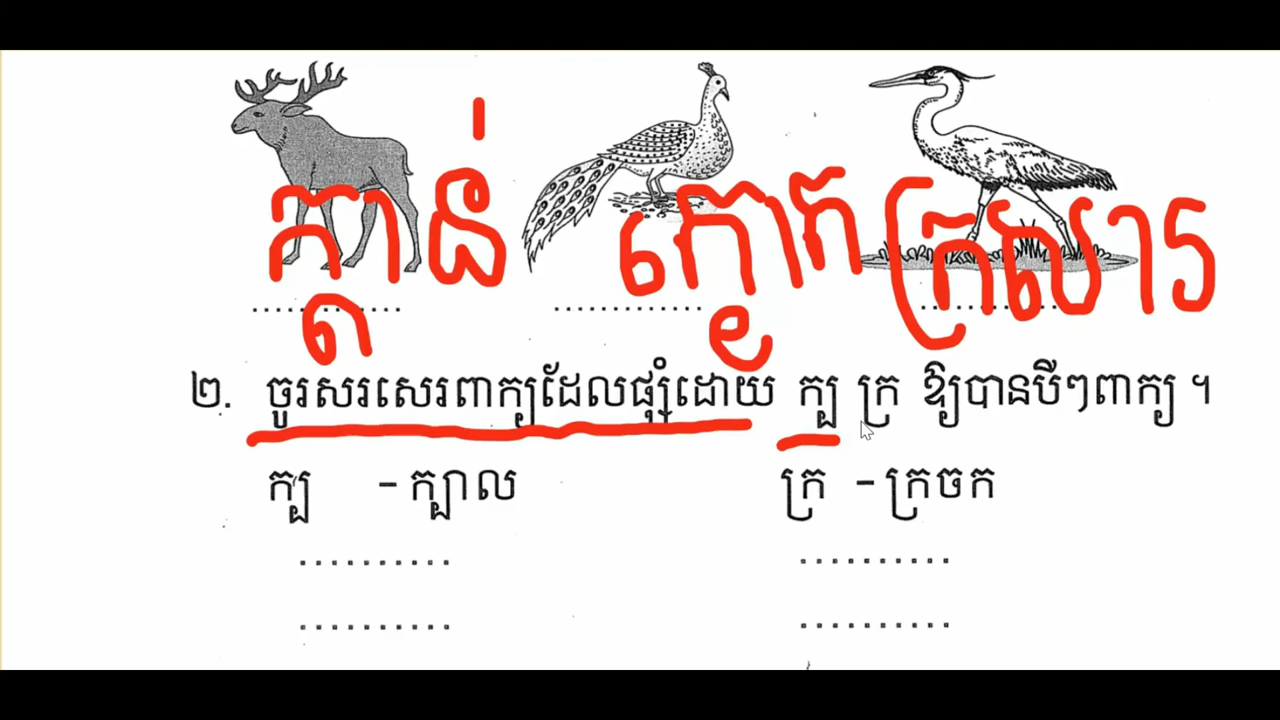 ក្ដាន់ ក្ងោក ក្រសារ
២. ចូរសរសេរពាក្យដែលផ្សំដោយ ក្ប ក្រ ឱ្យបានបីៗពាក្យ ។
ក្ប - ក្បាល ក្រ - ក្រចក